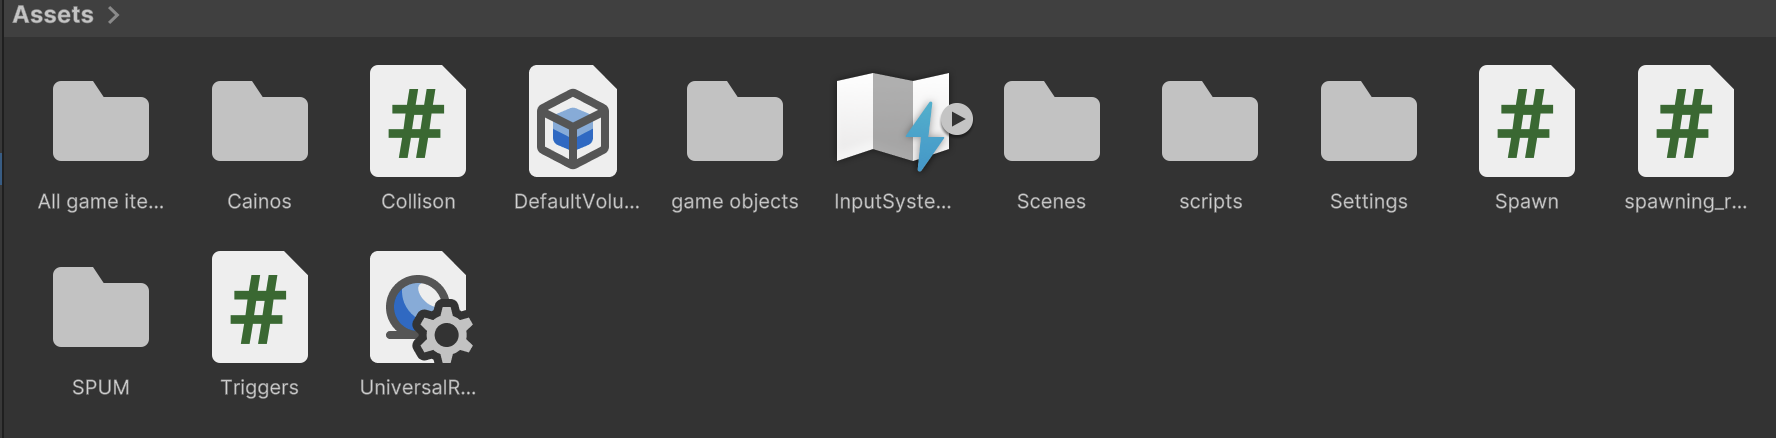 Assets >
All game ite... Cainos Collison DefaultVolu... game objects InputSyste... Scenes scripts Settings Spawn spawning_r...
SPUM Triggers UniversalR...